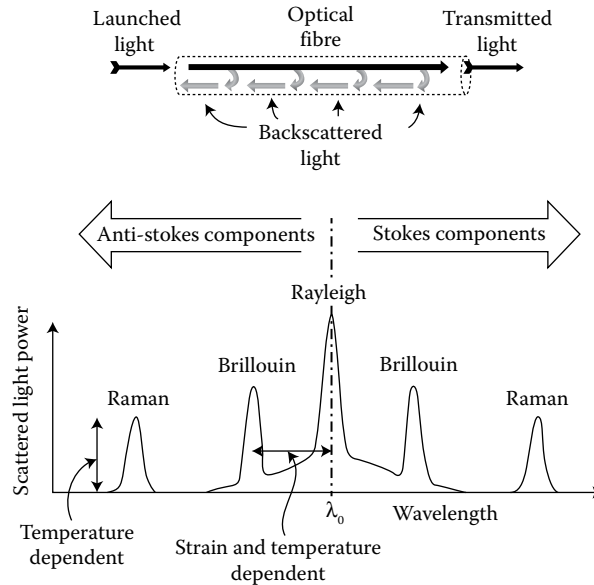 Launched
light
Optical
fibre
Transmitted
light
Backscattered
light
Anti-stokes components
Stokes components
Rayleigh
Brillouin
Brillouin
Raman
Raman
Scattered light power
λ0
Wavelength
Temperature
dependent
Strain and temperature
dependent